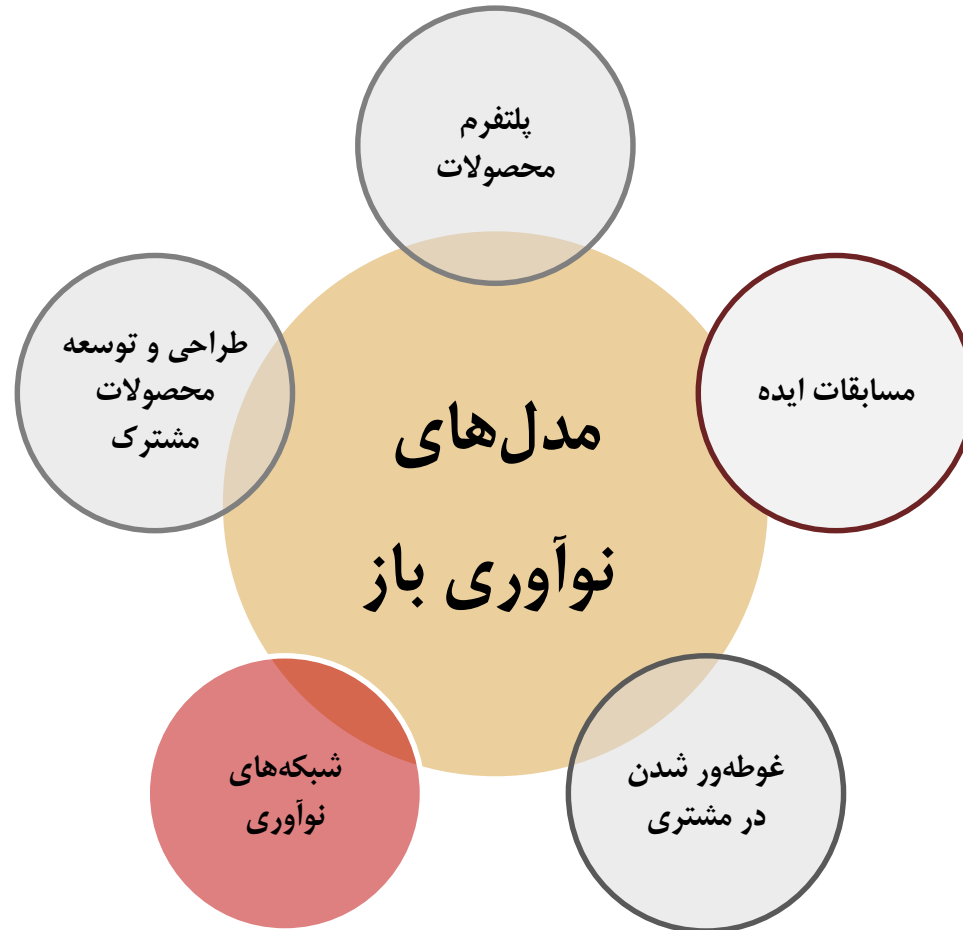 پلتفرم
محصولات
مسابقات ایده
طراحی و توسعه
محصولات
مشترک
مدل‌های
نوآوری باز
غوطه‌ور شدن
در مشتری
شبکه‌های
نوآوری